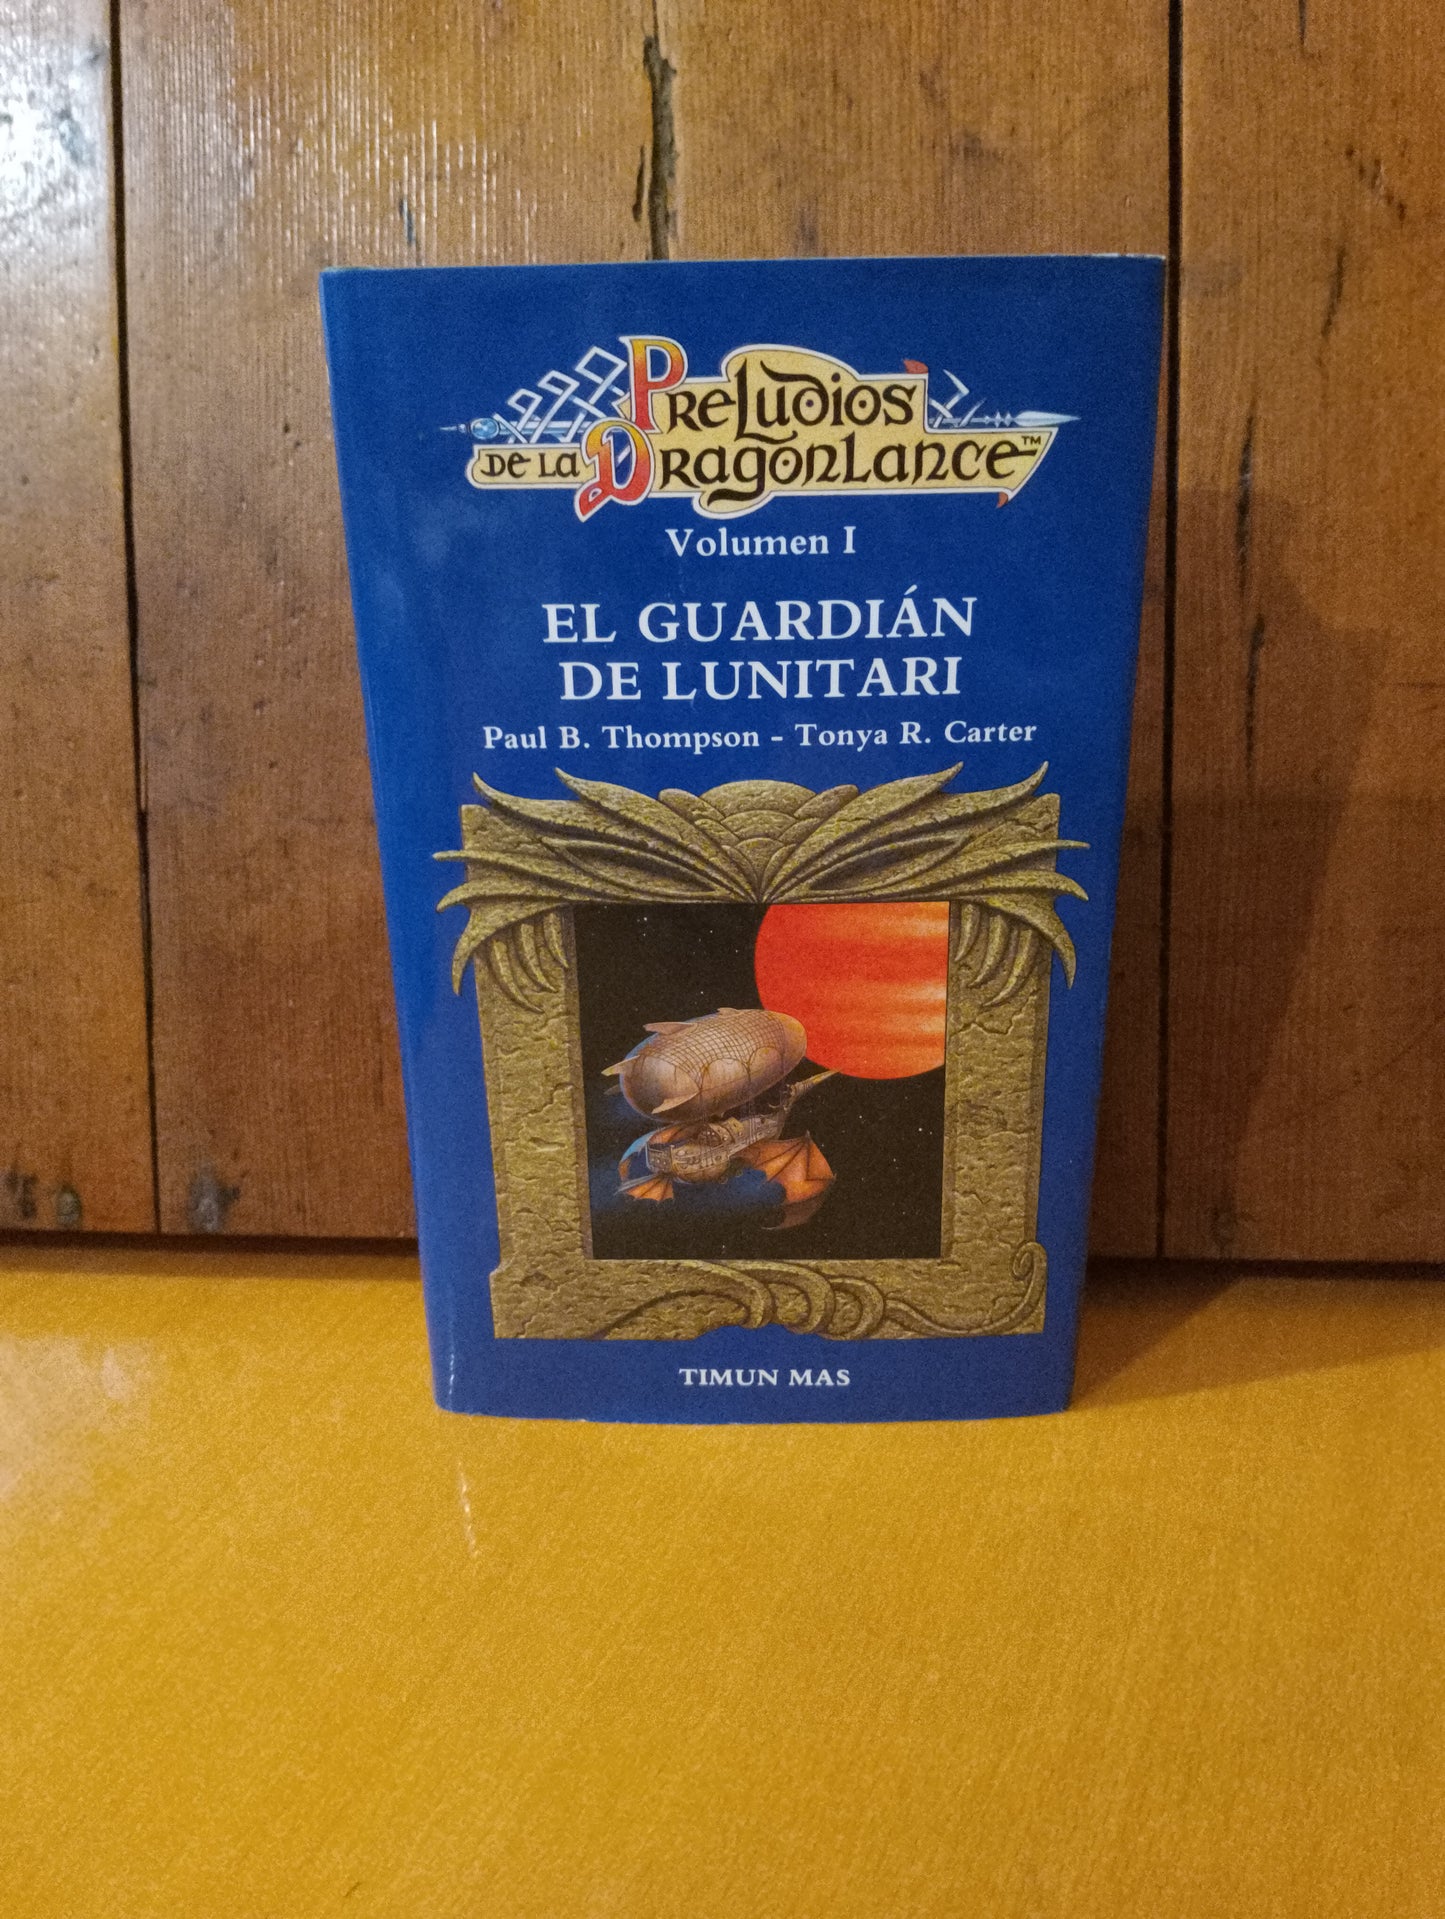 Preludios
de la Dragonlance™
Volumen I
EL GUARDIÁN
DE LUNITARI
Paul B. Thompson - Tonya R. Carter
TIMUN MAS